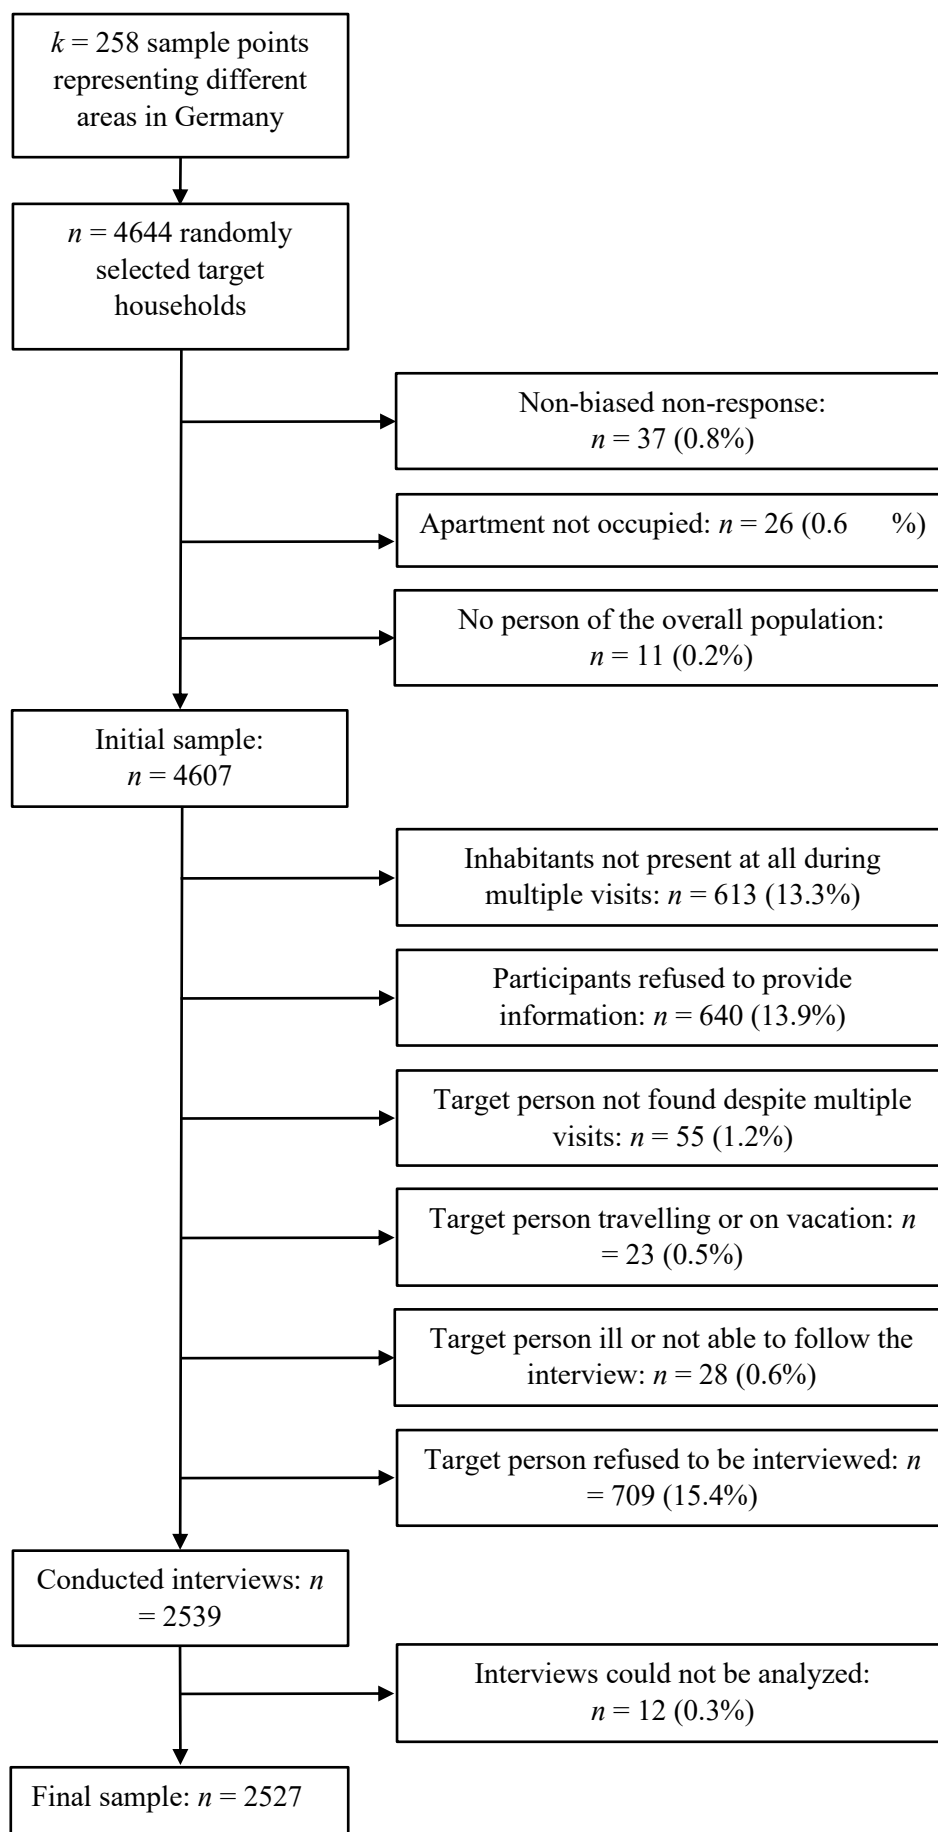 k = 258 sample points
representing different
areas in Germany
n = 4644 randomly
selected target
households
Non-biased non-response:
n = 37 (0.8%)
Apartment not occupied: n = 26 (0.6 %)
No person of the overall population:
n = 11 (0.2%)
Initial sample:
n = 4607
Inhabitants not present at all during
multiple visits: n = 613 (13.3%)
Participants refused to provide
information: n = 640 (13.9%)
Target person not found despite multiple
visits: n = 55 (1.2%)
Target person travelling or on vacation: n
= 23 (0.5%)
Target person ill or not able to follow the
interview: n = 28 (0.6%)
Target person refused to be interviewed: n
= 709 (15.4%)
Conducted interviews: n
= 2539
Interviews could not be analyzed:
n = 12 (0.3%)
Final sample: n = 2527